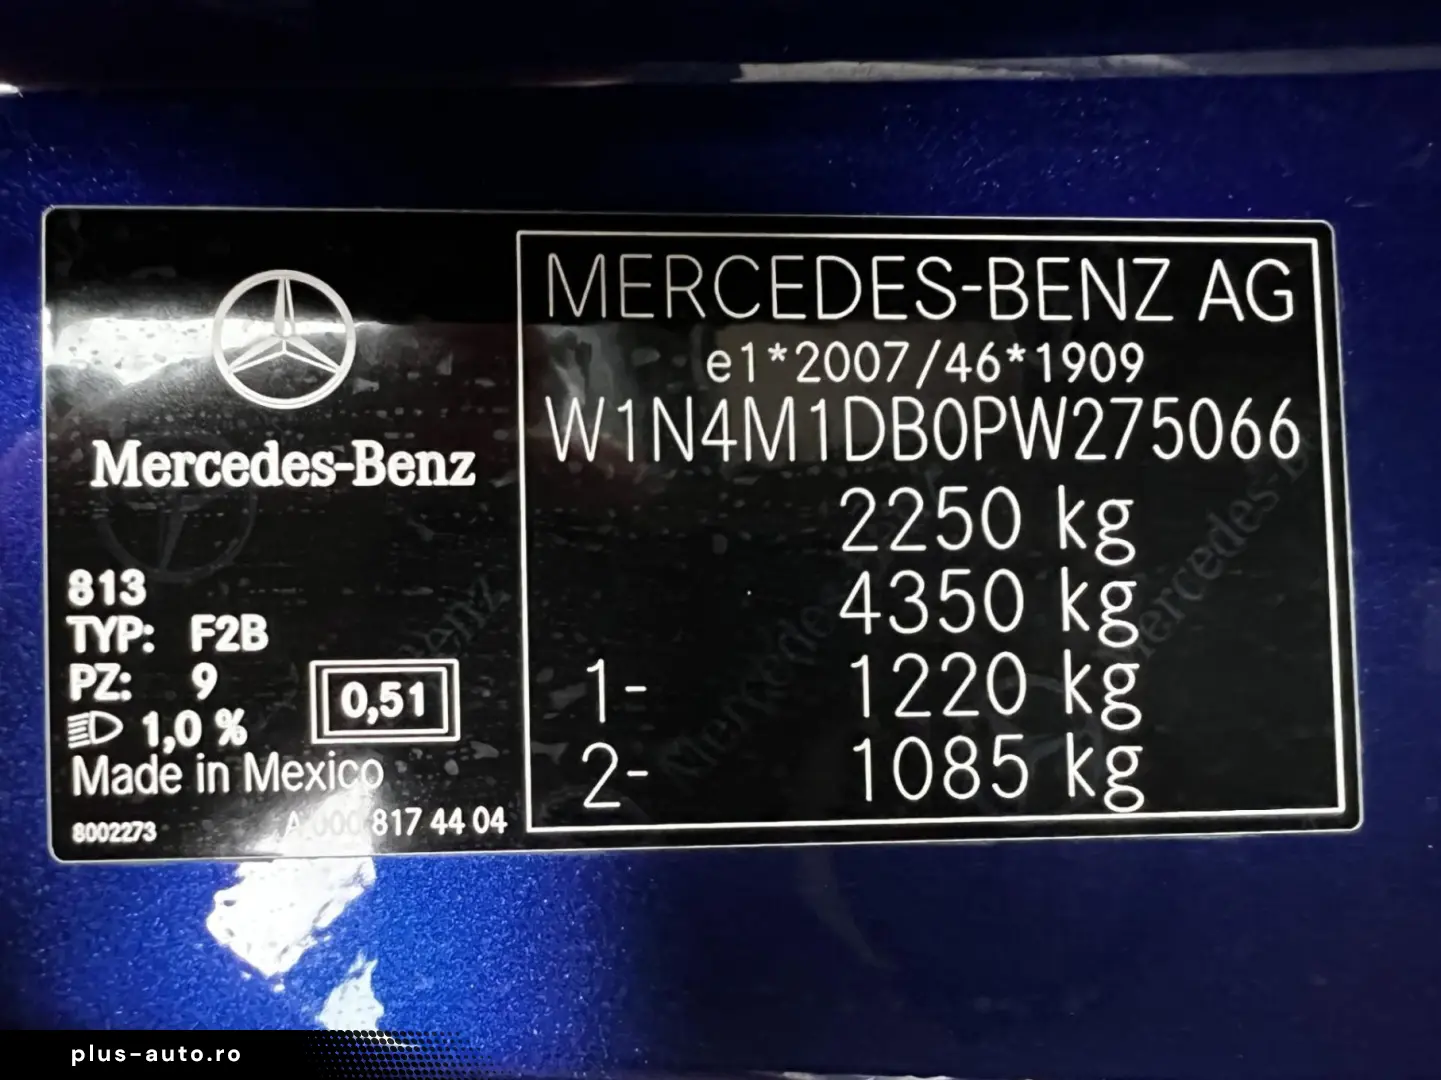 Mercedes-Benz
813
TYP: F2B
PZ: 9
1,0 %
0,51
Made in Mexico
8002273
A 000 817 44 04
MERCEDES-BENZ AG
e1*2007/46*1909
W1N4M1DB0PW275066
2250 kg
4350 kg
1- 1220 kg
2- 1085 kg
plus-auto.ro